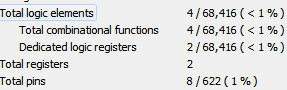 Total logic elements 4 / 68,416 ( < 1 % )
Total combinational functions 4 / 68,416 ( < 1 % )
Dedicated logic registers 2 / 68,416 ( < 1 % )
Total registers 2
Total pins 8 / 622 ( 1 % )